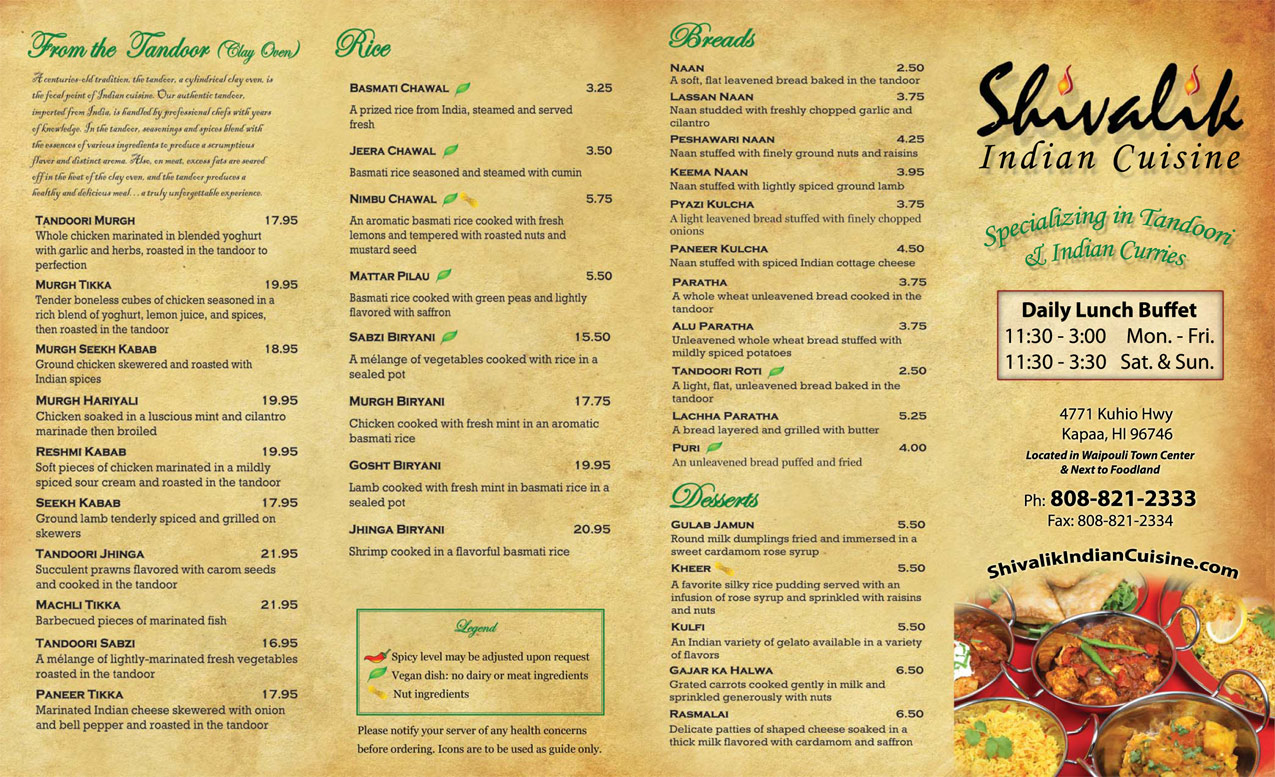 From the Tandoor (Clay Oven)
A centuries-old tradition, the tandoor, a cylindrical clay oven, is
the focal point of Indian cuisine. Our authentic tandoor,
imported from India, is handled by professional chefs with years
of knowledge. In the tandoor, seasonings and spices blend with
the essences of various ingredients to produce a scrumptious
flavor and distinct aroma. Also, on meat, excess fats are seared
off in the heat of the clay oven, and the tandoor produces a
healthy and delicious meal...a truly unforgettable experience.
TANDOORI MURGH 17.95
Whole chicken marinated in blended yoghurt
with garlic and herbs, roasted in the tandoor to
perfection
MURGH TIKKA 19.95
Tender boneless cubes of chicken seasoned in a
rich blend of yoghurt, lemon juice, and spices,
then roasted in the tandoor
MURGH SEEKH KABAB 18.95
Ground chicken skewered and roasted with
Indian spices
MURGH HARIYALI 19.95
Chicken soaked in a luscious mint and cilantro
marinade then broiled
RESHMI KABAB 19.95
Soft pieces of chicken marinated in a mildly
spiced sour cream and roasted in the tandoor
SEEKH KABAB 17.95
Ground lamb tenderly spiced and grilled on
skewers
TANDOORI JHINGA 21.95
Succulent prawns flavored with carom seeds
and cooked in the tandoor
MACHLI TIKKA 21.95
Barbecued pieces of marinated fish
TANDOORI SABZI 16.95
A mélange of lightly-marinated fresh vegetables
roasted in the tandoor
PANEER TIKKA 17.95
Marinated Indian cheese skewered with onion
and bell pepper and roasted in the tandoor
Rice
BASMATI CHAWAL 3.25
A prized rice from India, steamed and served
fresh
JEERA CHAWAL 3.50
Basmati rice seasoned and steamed with cumin
NIMBU CHAWAL 5.75
An aromatic basmati rice cooked with fresh
lemons and tempered with roasted nuts and
mustard seed
MATTAR PILAU 5.50
Basmati rice cooked with green peas and lightly
flavored with saffron
SABZI BIRYANI 15.50
A mélange of vegetables cooked with rice in a
sealed pot
MURGH BIRYANI 17.75
Chicken cooked with fresh mint in an aromatic
basmati rice
GOSHT BIRYANI 19.95
Lamb cooked with fresh mint in basmati rice in a
sealed pot
JHINGA BIRYANI 20.95
Shrimp cooked in a flavorful basmati rice
Legend
Spicy level may be adjusted upon request
Vegan dish: no dairy or meat ingredients
Nut ingredients
Please notify your server of any health concerns
before ordering. Icons are to be used as guide only.
Breads
NAAN 2.50
A soft, flat leavened bread baked in the tandoor
LASSAN NAAN 3.75
Naan studded with freshly chopped garlic and
cilantro
PESHAWARI NAAN 4.25
Naan stuffed with finely ground nuts and raisins
KEEMA NAAN 3.95
Naan stuffed with lightly spiced ground lamb
PYAZI KULCHA 3.75
A light leavened bread stuffed with finely chopped
onions
PANEER KULCHA 4.50
Naan stuffed with spiced Indian cottage cheese
PARATHA 3.75
A whole wheat unleavened bread cooked in the
tandoor
ALU PARATHA 3.75
Unleavened whole wheat bread stuffed with
mildly spiced potatoes
TANDOORI ROTI 2.50
A light, flat, unleavened bread baked in the
tandoor
LACHHA PARATHA 5.25
A bread layered and grilled with butter
PURI 4.00
An unleavened bread puffed and fried
Desserts
GULAB JAMUN 5.50
Round milk dumplings fried and immersed in a
sweet cardamom rose syrup
KHEER 5.50
A favorite silky rice pudding served with an
infusion of rose syrup and sprinkled with raisins
and nuts
KULFI 5.50
An Indian variety of gelato available in a variety
of flavors
GAJAR KA HALWA 6.50
Grated carrots cooked gently in milk and
sprinkled generously with nuts
RASMALAI 6.50
Delicate patties of shaped cheese soaked in a
thick milk flavored with cardamom and saffron
Shivalik
Indian Cuisine
Specializing in Tandoori
& Indian Curries
Daily Lunch Buffet
11:30 - 3:00 Mon. - Fri.
11:30 - 3:30 Sat. & Sun.
4771 Kuhio Hwy
Kapaa, HI 96746
Located in Waipouli Town Center
& Next to Foodland
Ph: 808-821-2333
Fax: 808-821-2334
ShivalikIndianCuisine.com